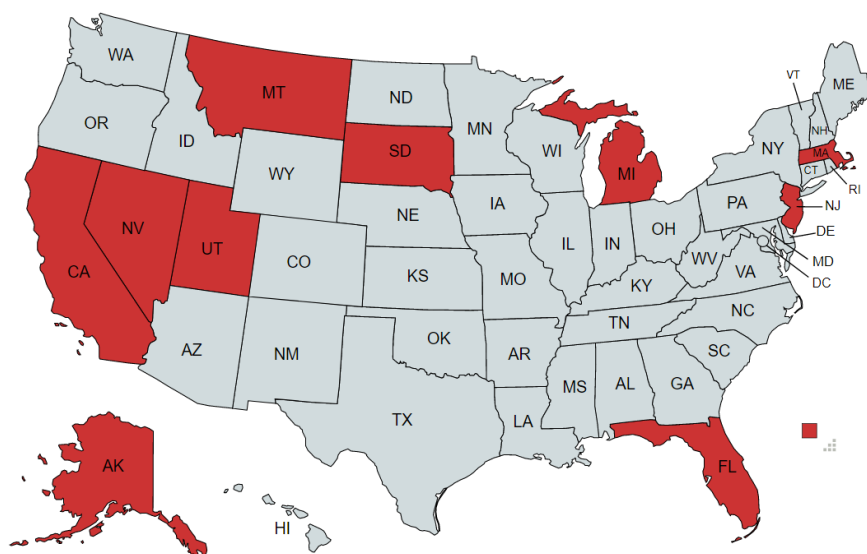 WA
MT
ND
MN
VT
ME
OR
ID
SD
WI
NH
NY
MA
WY
MI
CT
RI
IA
PA
NJ
NE
NV
UT
IL
IN
OH
DE
CA
CO
WV
MD
KS
MO
VA
DC
KY
NC
TN
OK
AZ
NM
AR
SC
MS
AL
GA
TX
LA
AK
FL
HI